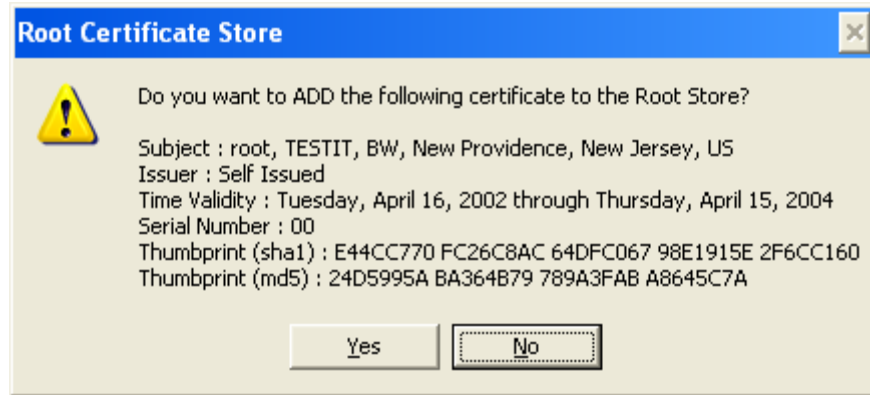 Root Certificate Store
Do you want to ADD the following certificate to the Root Store?
Subject : root, TESTIT, BW, New Providence, New Jersey, US
Issuer : Self Issued
Time Validity : Tuesday, April 16, 2002 through Thursday, April 15, 2004
Serial Number : 00
Thumbprint (sha1) : E44CC770 FC26C8AC 64DFC067 98E1915E 2F6CC160
Thumbprint (md5) : 24D5995A BA364B79 789A3FAB A8645C7A
Yes
No